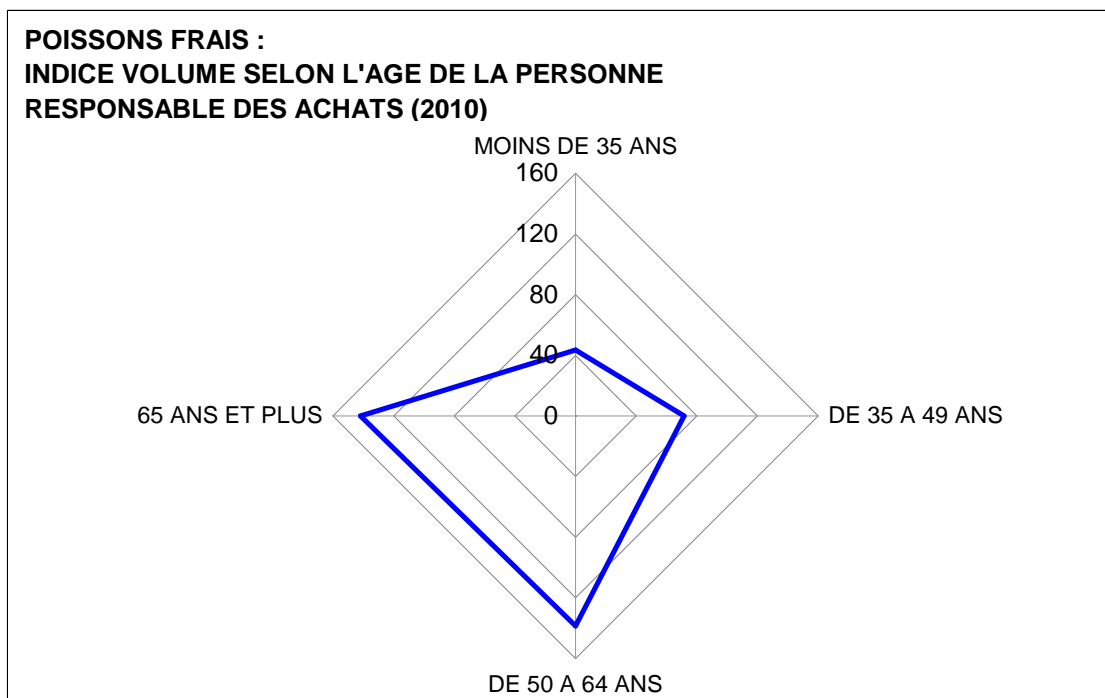 POISSONS FRAIS :
INDICE VOLUME SELON L'AGE DE LA PERSONNE
RESPONSABLE DES ACHATS (2010)
MOINS DE 35 ANS
160
120
80
40
0
65 ANS ET PLUS
DE 35 A 49 ANS
DE 50 A 64 ANS